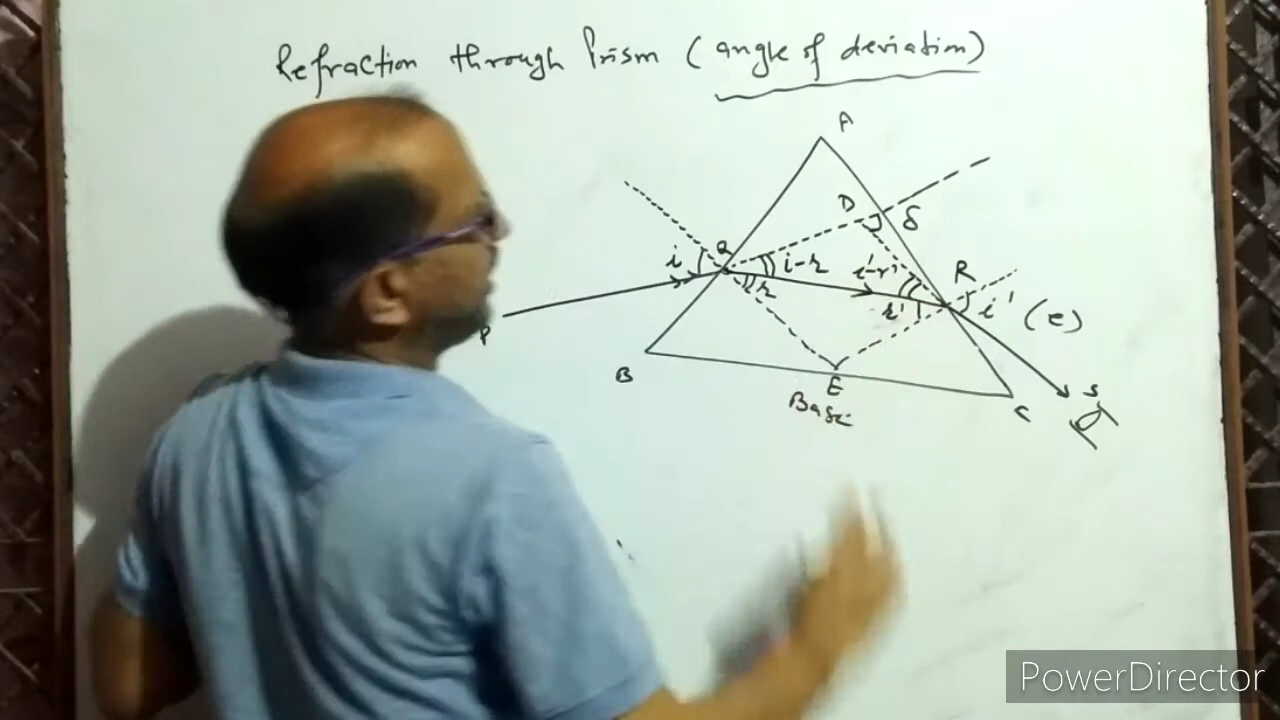 Refraction through Prism (angle of deviation)
A
D
δ
Q
i
i-r
i'-r'
R
r
r'
i' (e)
P
B
E
Base
S
C
PowerDirector